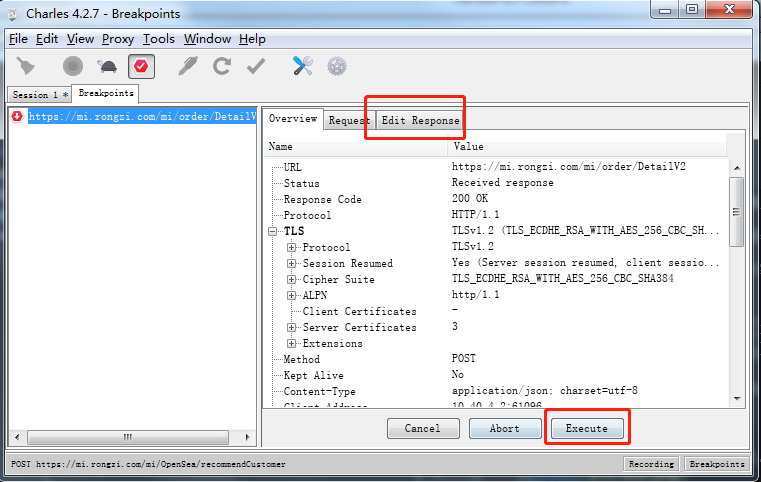 Charles 4.2.7 - Breakpoints
File Edit View Proxy Tools Window Help
Session 1 * Breakpoints
https://mi.rongzi.com/mi/order/DetailV
Overview Request Edit Response
Name Value
URL https://mi.rongzi.com/mi/order/DetailV2
Status Received response
Response Code 200 OK
Protocol HTTP/1.1
TLS TLSv1.2 (TLS_ECDHE_RSA_WITH_AES_256_CBC_SH...
Protocol TLSv1.2
Session Resumed Yes (Server session resumed, client sessio...
Cipher Suite TLS_ECDHE_RSA_WITH_AES_256_CBC_SHA384
ALPN http/1.1
Client Certificates -
Server Certificates 3
Extensions
Method POST
Kept Alive No
Content-Type application/json; charset=utf-8
Client Address 10.40.4.2:61096
Cancel Abort Execute
POST https://mi.rongzi.com/mi/OpenSea/recommendCustomer Recording Breakpoints